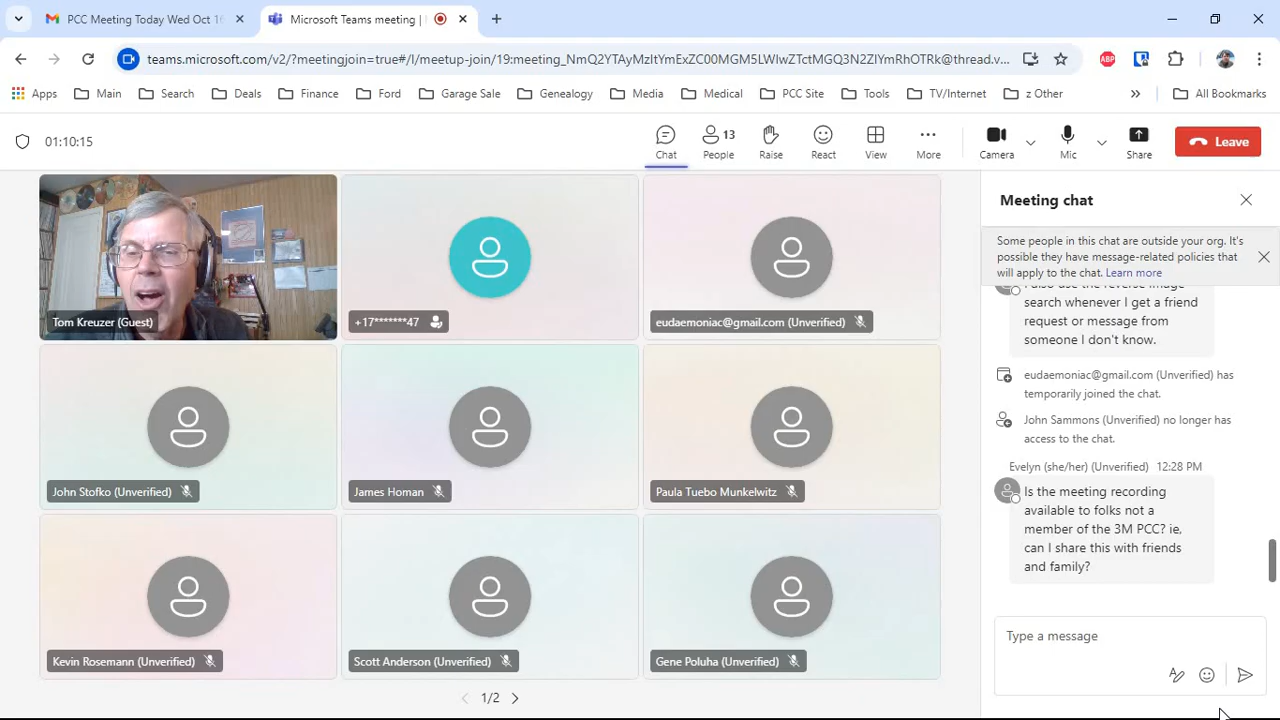 PCC Meeting Today Wed Oct 16
Microsoft Teams meeting |
teams.microsoft.com/v2/?meetingjoin=true#/l/meetup-join/19:meeting_NmQ2YTAyMzItYmExZC00MGM5LWIwZTctMGQ3N2ZlYmRhOTRk@thread.v...
Apps Main Search Deals Finance Ford Garage Sale Genealogy Media Medical PCC Site Tools TV/Internet z Other » All Bookmarks
01:10:15
Chat 13 People Raise React View More Camera Mic Share Leave
Meeting chat
Some people in this chat are outside your org. It's
possible they have message-related policies that
will apply to the chat. Learn more
I also use the reverse image
search whenever I get a friend
request or message from
someone I don't know.
eudaemoniac@gmail.com (Unverified) has
temporarily joined the chat.
John Sammons (Unverified) no longer has
access to the chat.
Evelyn (she/her) (Unverified) 12:28 PM
Is the meeting recording
available to folks not a
member of the 3M PCC? ie,
can I share this with friends
and family?
Type a message
Tom Kreuzer (Guest)
+17*******47
eudaemoniac@gmail.com (Unverified)
John Stofko (Unverified)
James Homan
Paula Tuebo Munkelwitz
Kevin Rosemann (Unverified)
Scott Anderson (Unverified)
Gene Poluha (Unverified)
1/2
ABP